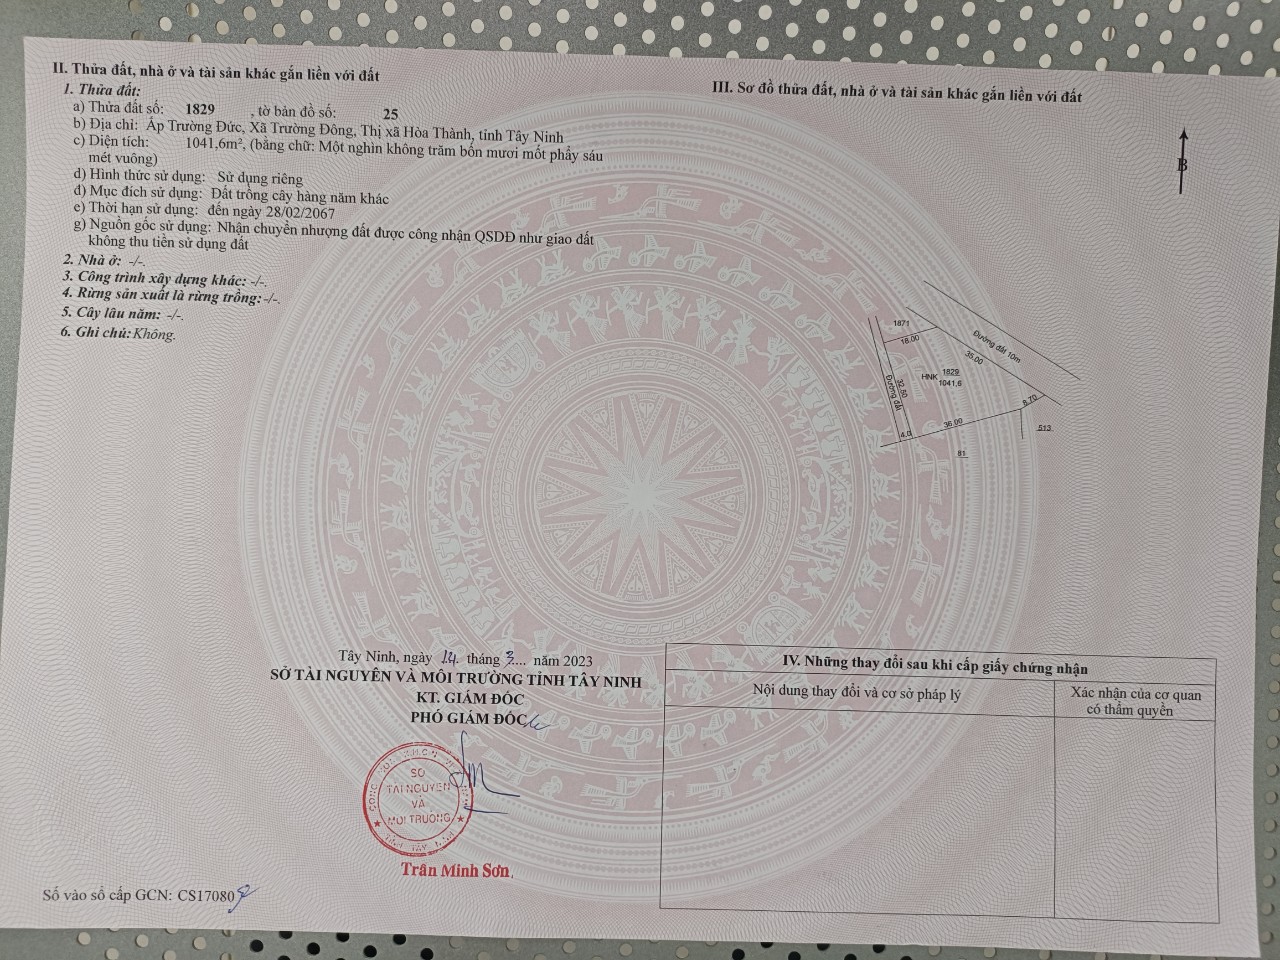 II. Thửa đất, nhà ở và tài sản khác gắn liền với đất
1. Thửa đất:
a) Thửa đất số: 1829 , tờ bản đồ số: 25
b) Địa chỉ: Ấp Trường Đức, Xã Trường Đông, Thị xã Hòa Thành, tỉnh Tây Ninh
c) Diện tích: 1041,6m², (bằng chữ: Một nghìn không trăm bốn mươi mốt phẩy sáu
mét vuông)
d) Hình thức sử dụng: Sử dụng riêng
đ) Mục đích sử dụng: Đất trồng cây hàng năm khác
e) Thời hạn sử dụng: đến ngày 28/02/2067
g) Nguồn gốc sử dụng: Nhận chuyển nhượng đất được công nhận QSDĐ như giao đất
không thu tiền sử dụng đất
2. Nhà ở: -/-.
3. Công trình xây dựng khác: -/-.
4. Rừng sản xuất là rừng trồng: -/-.
5. Cây lâu năm: -/-.
6. Ghi chú: Không.
III. Sơ đồ thửa đất, nhà ở và tài sản khác gắn liền với đất
B
1871
18.00
Đường đất 10m
35.00
HNK 1829
1041,6
32.50
Đường đất
8.70
36.00
4.0
513
81
Tây Ninh, ngày 14. tháng 3.... năm 2023
SỞ TÀI NGUYÊN VÀ MÔI TRƯỜNG TỈNH TÂY NINH
KT. GIÁM ĐỐC
PHÓ GIÁM ĐỐC
SỞ
TÀI NGUYÊN
VÀ
MÔI TRƯỜNG
TỈNH TÂY NINH
Trần Minh Sơn
Số vào sổ cấp GCN: CS17080
IV. Những thay đổi sau khi cấp giấy chứng nhận
Nội dung thay đổi và cơ sở pháp lý
Xác nhận của cơ quan
có thẩm quyền